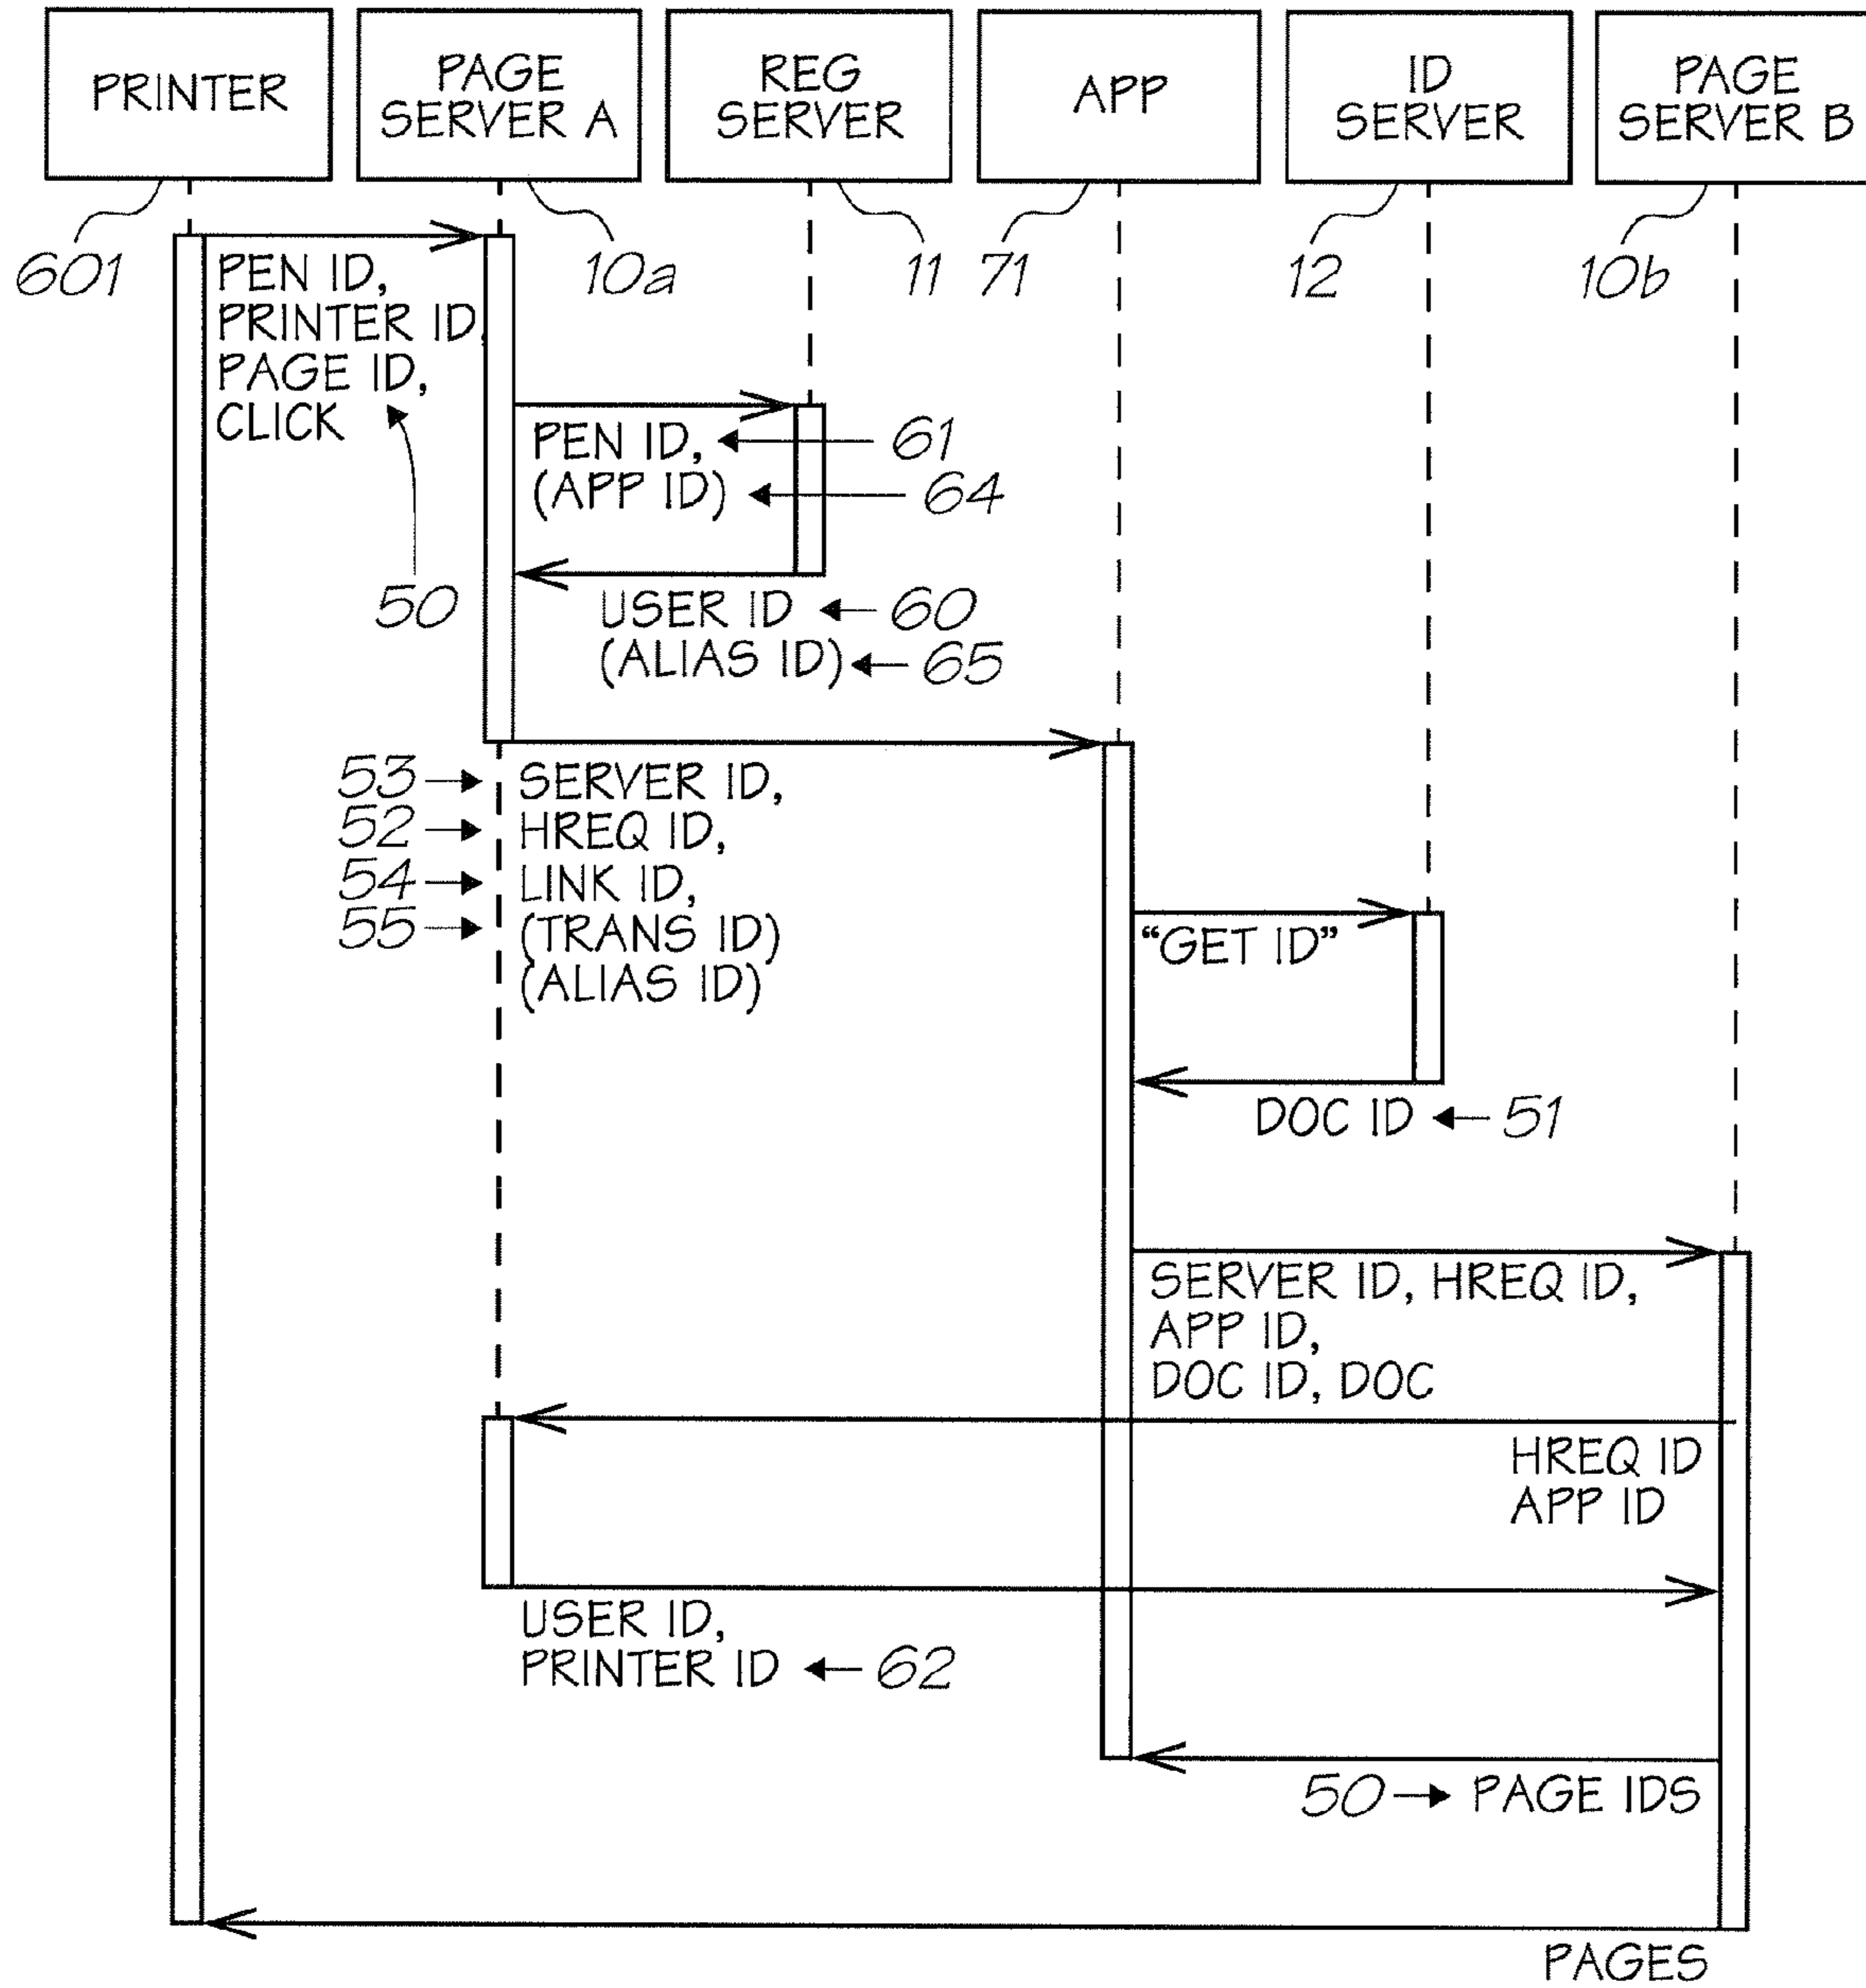 PRINTER
PAGE
SERVER A
REG
SERVER
APP
ID
SERVER
PAGE
SERVER B
601
10a
11
71
12
10b
PEN ID,
PRINTER ID,
PAGE ID,
CLICK
50
PEN ID,
61
(APP ID)
64
USER ID
60
(ALIAS ID)
65
53
SERVER ID,
52
HREQ ID,
54
LINK ID,
55
(TRANS ID)
(ALIAS ID)
“GET ID”
DOC ID
51
SERVER ID, HREQ ID,
APP ID,
DOC ID, DOC
HREQ ID
APP ID
USER ID,
PRINTER ID
62
50
PAGE IDS
PAGES